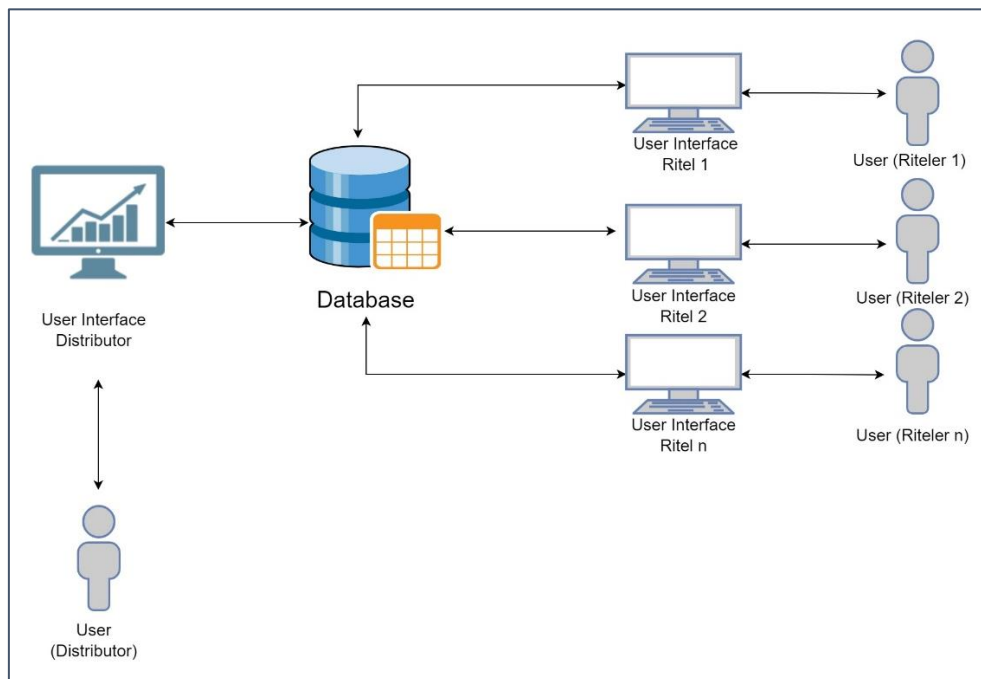 User Interface
Ritel 1
User (Riteler 1)
User Interface
Distributor
Database
User Interface
Ritel 2
User (Riteler 2)
User Interface
Ritel n
User (Riteler n)
User
(Distributor)